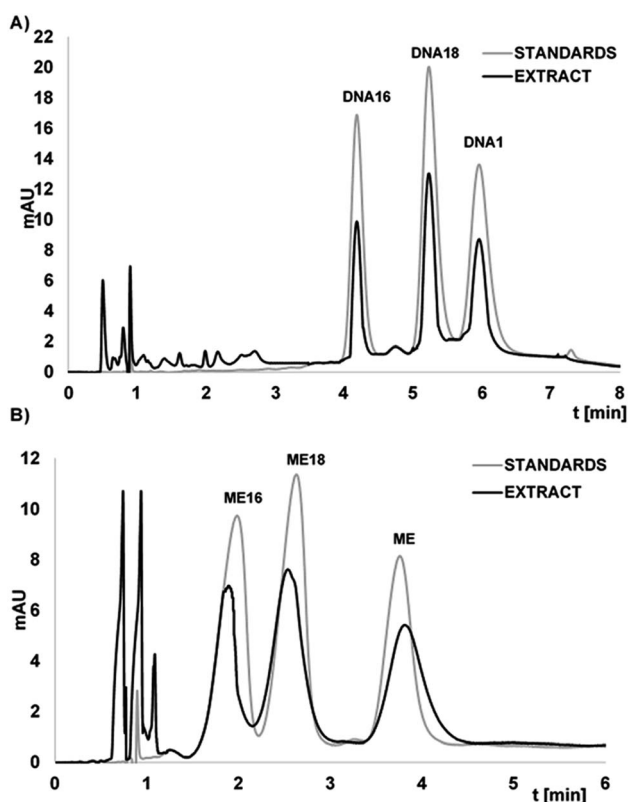 A)
22
20
18
16
14
12
10
8
6
4
2
0
mAU
DNA16
DNA18
DNA1
STANDARDS
EXTRACT
0 1 2 3 4 5 6 7 8
t [min]
B)
12
10
8
6
4
2
0
mAU
ME16
ME18
ME
STANDARDS
EXTRACT
0 1 2 3 4 5 6
t [min]